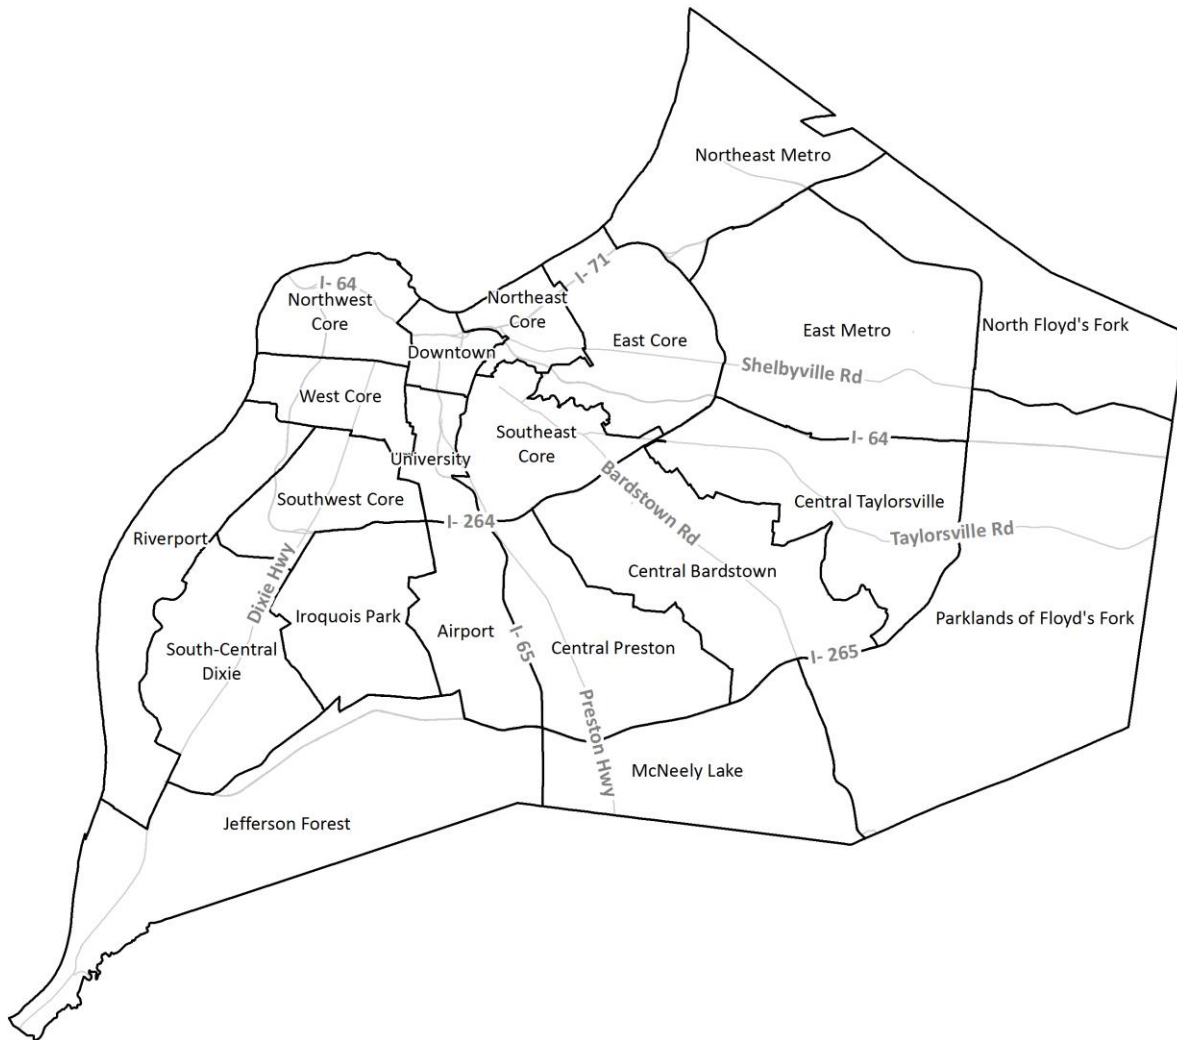 Northeast Metro
I- 71
I- 64
Northwest
Core
Northeast
Core
North Floyd's Fork
East Metro
East Core
Downtown
Shelbyville Rd
West Core
Southeast
Core
I- 64
University
Bardstown Rd
Southwest Core
Central Taylorsville
I- 264
Taylorsville Rd
Riverport
Dixie Hwy
Central Bardstown
Iroquois Park
Airport
I- 65
Parklands of Floyd's Fork
South-Central
Dixie
Central Preston
I- 265
Preston Hwy
McNeely Lake
Jefferson Forest